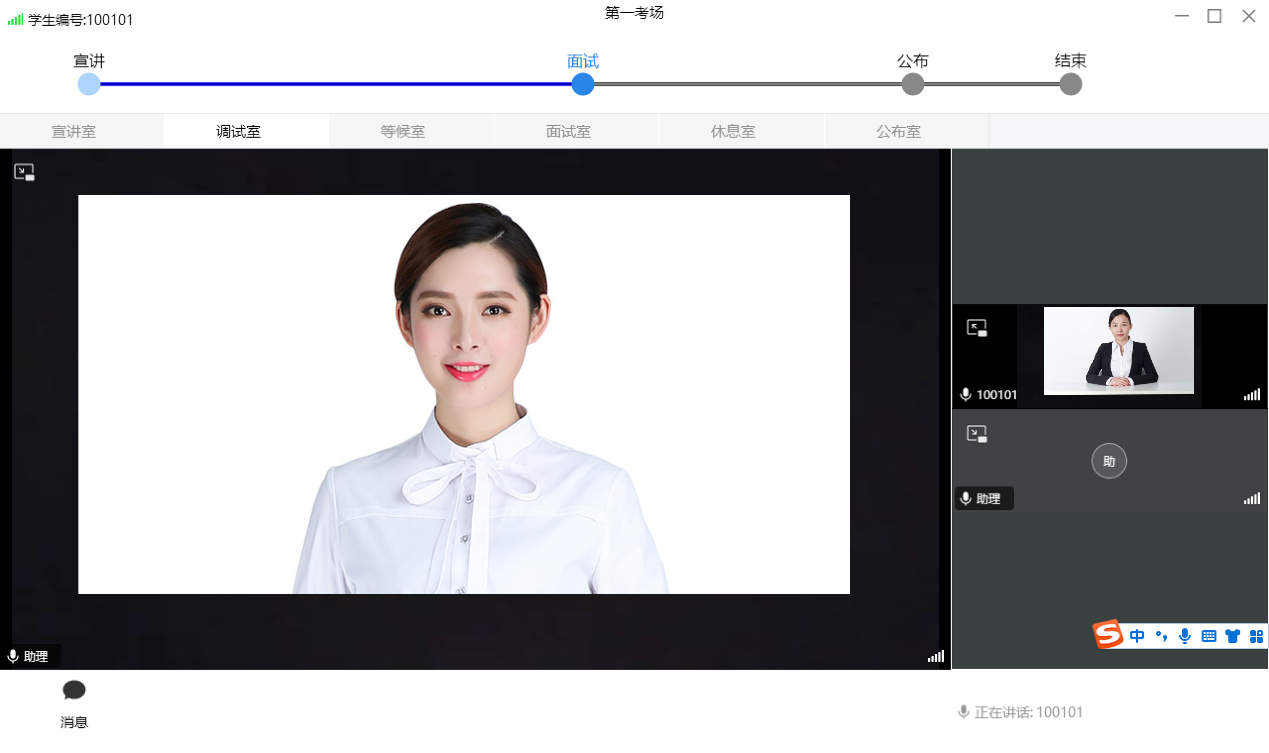 学生编号:100101
第一考场
宣讲
面试
公布
结束
宣讲室
调试室
等候室
面试室
休息室
公布室
100101
助
助理
中
助理
消息
正在讲话: 100101